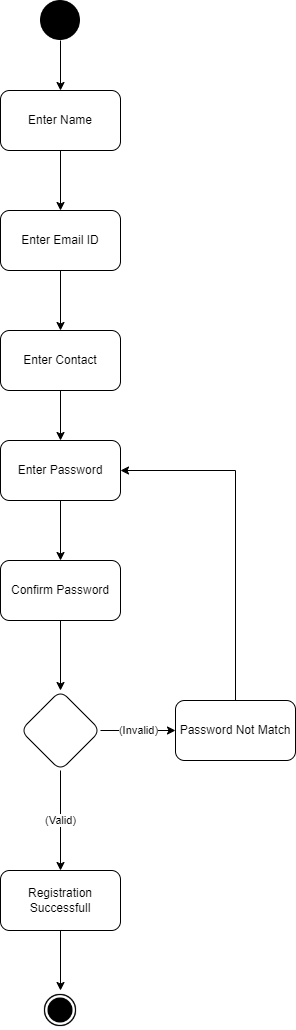 Enter Name
Enter Email ID
Enter Contact
Enter Password
Confirm Password
(Invalid)
Password Not Match
(Valid)
Registration
Successfull